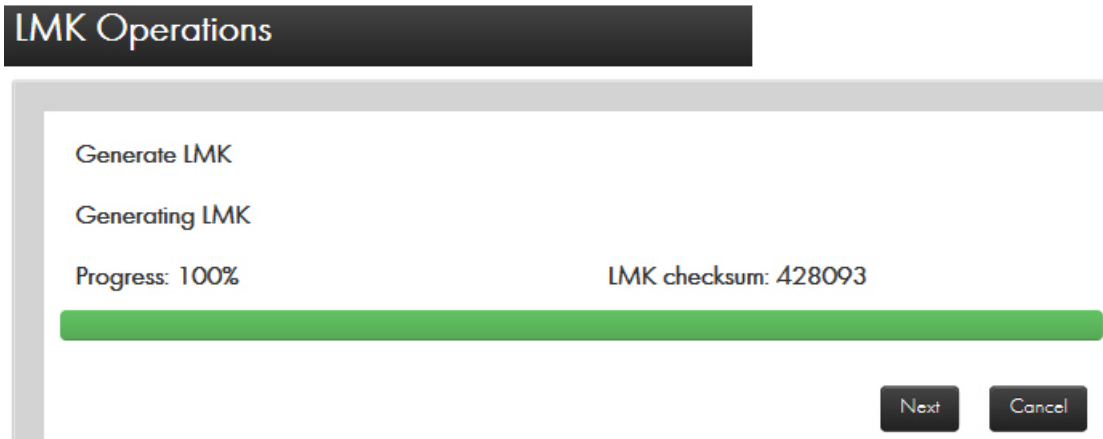 LMK Operations
Generate LMK
Generating LMK
Progress: 100% LMK checksum: 428093
Next Cancel